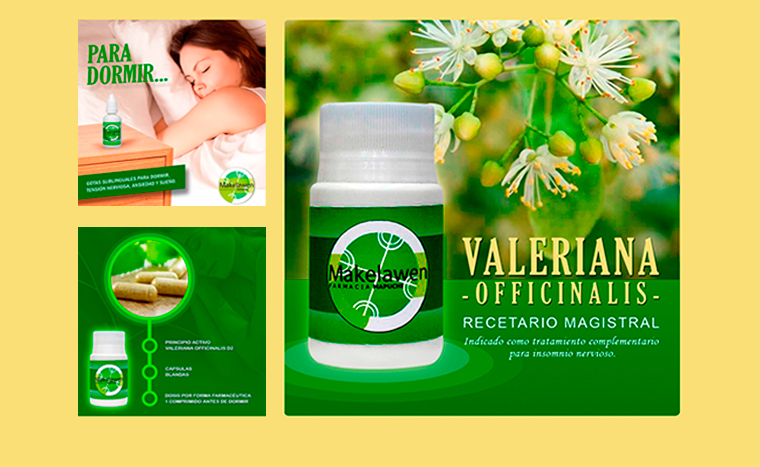 PARA
DORMIR...
GOTAS SUBLINGUALES PARA DORMIR,
TENSIÓN NERVIOSA, ANSIEDAD Y SUEÑO.
Makelawen
PRINCIPIO ACTIVO
VALERIANA OFFICINALIS D2
CAPSULAS
BLANDAS
DOSIS POR FORMA FARMACÉUTICA
1 COMPRIMIDO ANTES DE DORMIR
Makelawen
Makelawen
FARMACIA MAPUCHE
VALERIANA
-OFFICINALIS-
RECETARIO MAGISTRAL
Indicado como tratamiento complementario
para insomnio nervioso.